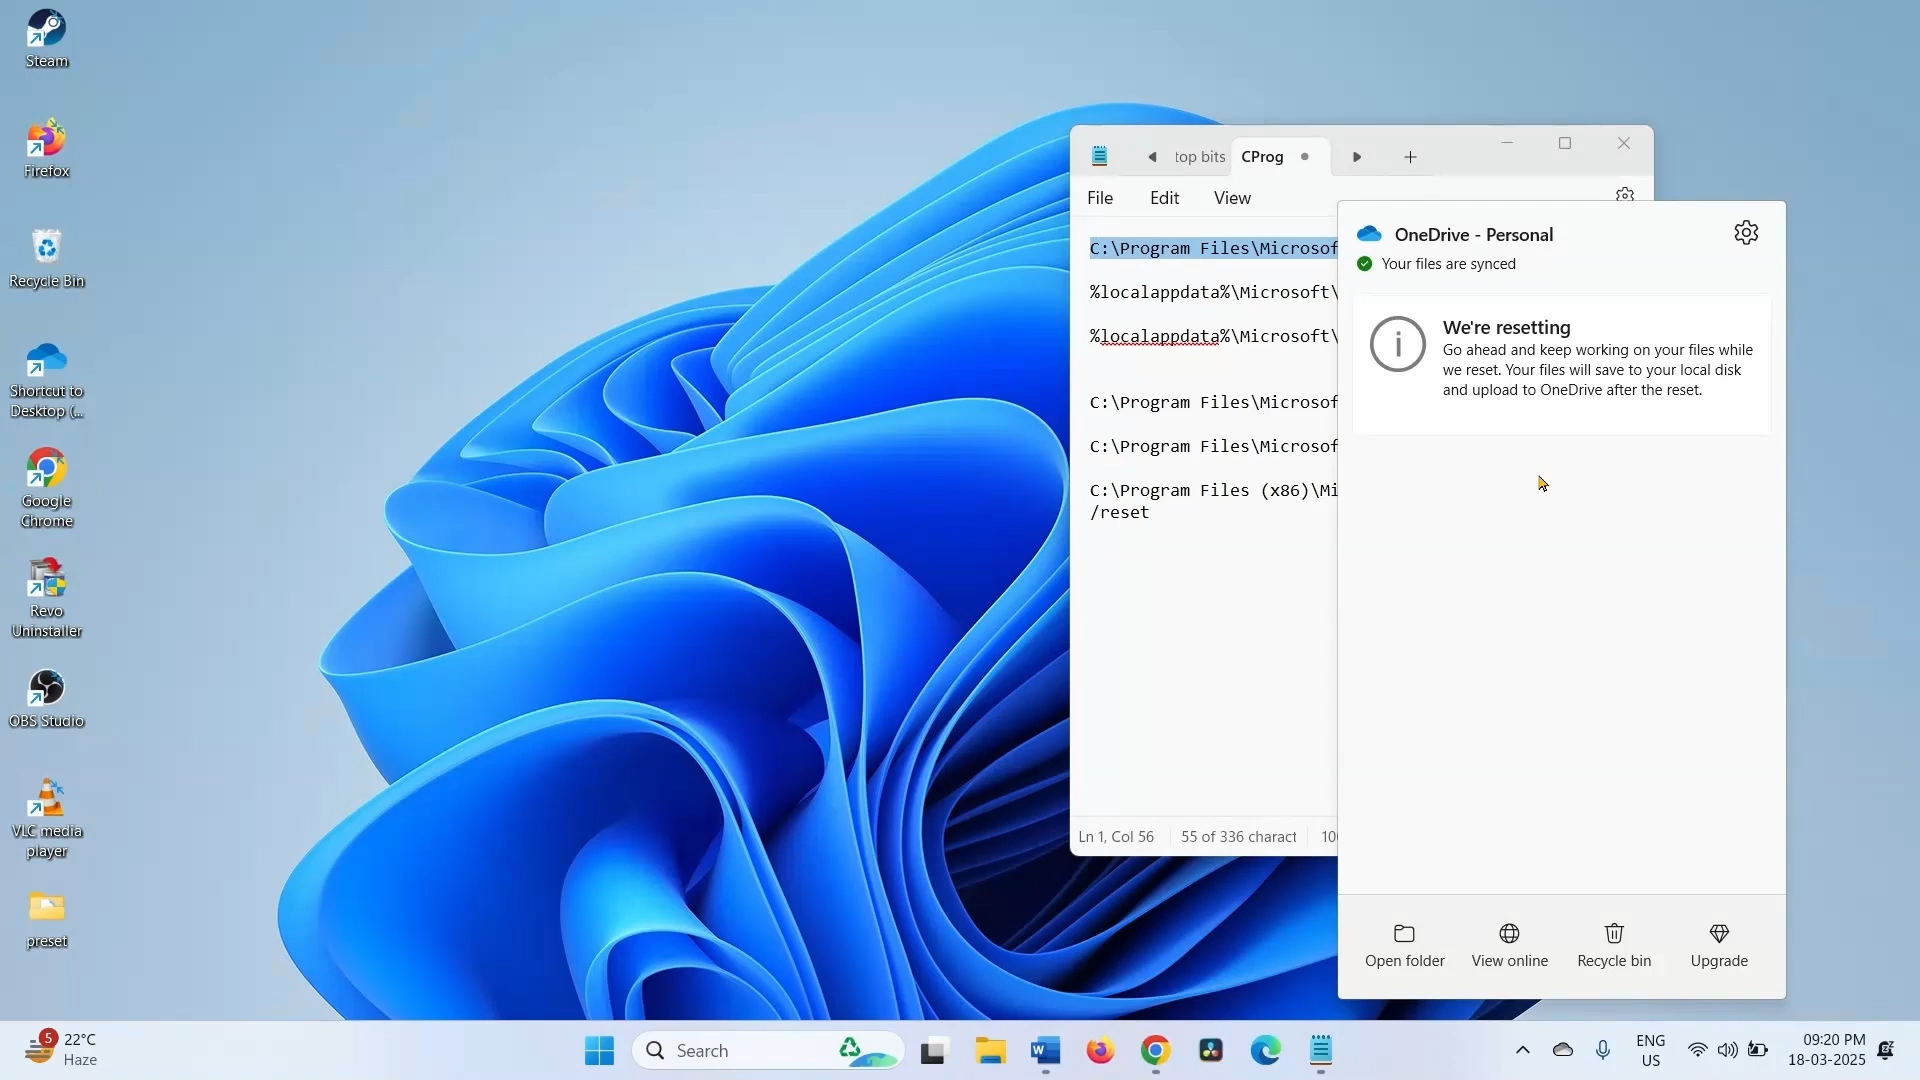 Steam
Firefox
Recycle Bin
Shortcut to
Desktop (...
Google
Chrome
Revo
Uninstaller
OBS Studio
VLC media
player
preset
top bits
CProg
File
Edit
View
C:\Program Files\Microsof
%localappdata%\Microsoft\
%localappdata%\Microsoft\
C:\Program Files\Microsof
C:\Program Files\Microsof
C:\Program Files (x86)\Mi
/reset
Ln 1, Col 56
55 of 336 charact
OneDrive - Personal
Your files are synced
We're resetting
Go ahead and keep working on your files while
we reset. Your files will save to your local disk
and upload to OneDrive after the reset.
Open folder
View online
Recycle bin
Upgrade
5
22°C
Haze
Search
W
ENG
US
09:20 PM
18-03-2025